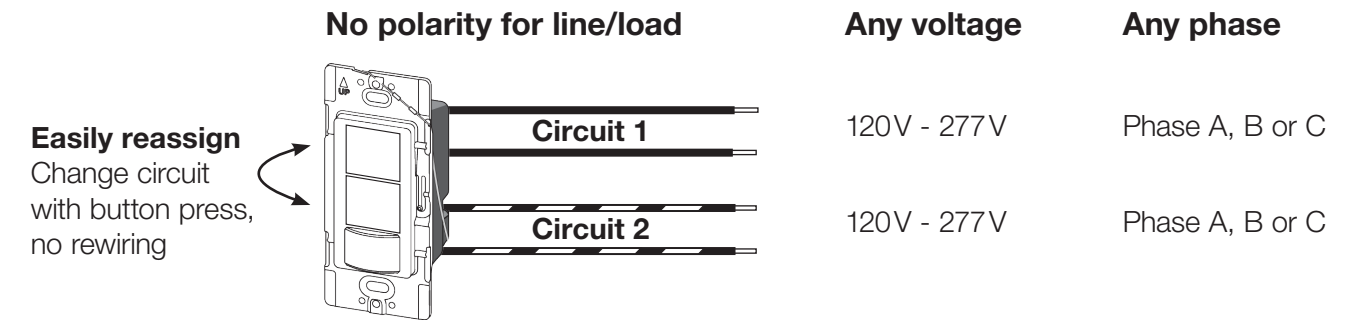 No polarity for line/load
Any voltage
Any phase
UP
Easily reassign
Change circuit
with button press,
no rewiring
Circuit 1
120V - 277V
Phase A, B or C
Circuit 2
120V - 277V
Phase A, B or C